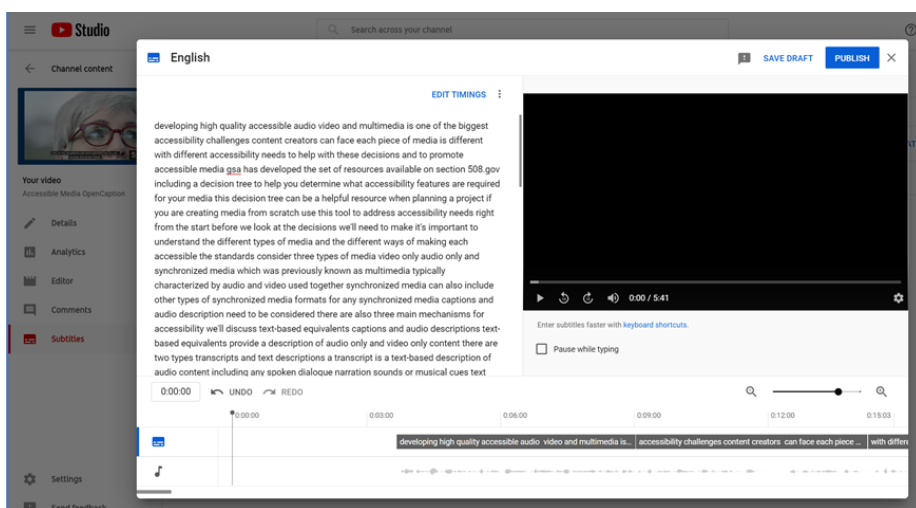 Studio
Search across your channel
English
SAVE DRAFT
PUBLISH
Channel content
Your video
Accessible Media OpenCaption
Details
Analytics
Editor
Comments
Subtitles
Settings
Send feedback
EDIT TIMINGS
developing high quality accessible audio video and multimedia is one of the biggest
accessibility challenges content creators can face each piece of media is different
with different accessibility needs to help with these decisions and to promote
accessible media gsa has developed the set of resources available on section 508.gov
including a decision tree to help you determine what accessibility features are required
for your media this decision tree can be a helpful resource when planning a project if
you are creating media from scratch use this tool to address accessibility needs right
from the start before we look at the decisions we'll need to make it's important to
understand the different types of media and the different ways of making each
accessible the standards consider three types of media video only audio only and
synchronized media which was previously known as multimedia typically
characterized by audio and video used together synchronized media can also include
other types of synchronized media formats for any synchronized media captions and
audio description need to be considered there are also three main mechanisms for
accessibility we'll discuss text-based equivalents captions and audio descriptions text-
based equivalents provide a description of audio only and video only content there are
two types transcripts and text descriptions a transcript is a text-based description of
audio content including any spoken dialogue narration sounds or musical cues text
0:00 / 5:41
Enter subtitles faster with keyboard shortcuts.
Pause while typing
0:00:00
UNDO
REDO
0:00:00 0:03:00 0:06:00 0:09:00 0:12:00 0:15:03
developing high quality accessible audio video and multimedia is...
accessibility challenges content creators can face each piece ...
with differe